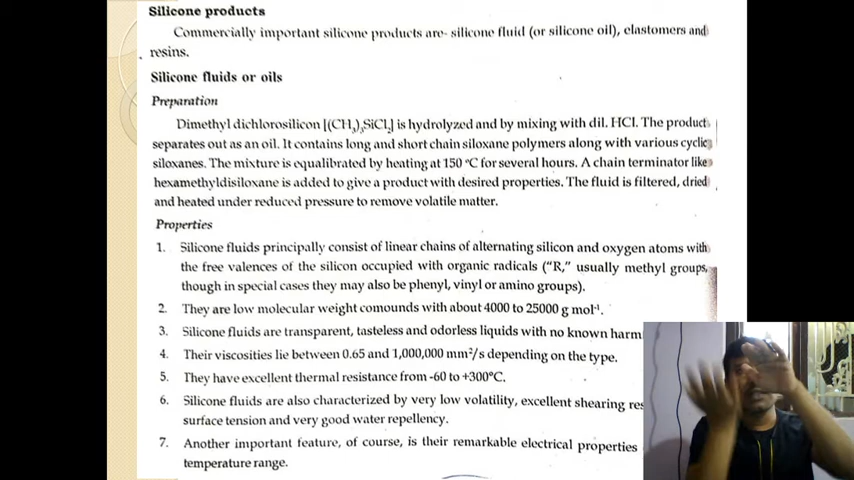 Silicone products
Commercially important silicone products are- silicone fluid (or silicone oil), elastomers and
resins.
Silicone fluids or oils
Preparation
Dimethyl dichlorosilicon [(CH₃)₃SiCl₂] is hydrolyzed and by mixing with dil. HCl. The product
separates out as an oil. It contains long and short chain siloxane polymers along with various cyclic
siloxanes. The mixture is equalibrated by heating at 150 °C for several hours. A chain terminator like
hexamethyldisiloxane is added to give a product with desired properties. The fluid is filtered, dried
and heated under reduced pressure to remove volatile matter.
Properties
1. Silicone fluids principally consist of linear chains of alternating silicon and oxygen atoms with
the free valences of the silicon occupied with organic radicals ("R," usually methyl groups,
though in special cases they may also be phenyl, vinyl or amino groups).
2. They are low molecular weight comounds with about 4000 to 25000 g mol⁻¹.
3. Silicone fluids are transparent, tasteless and odorless liquids with no known harm
4. Their viscosities lie between 0.65 and 1,000,000 mm²/s depending on the type.
5. They have excellent thermal resistance from -60 to +300°C.
6. Silicone fluids are also characterized by very low volatility, excellent shearing res
surface tension and very good water repellency.
7. Another important feature, of course, is their remarkable electrical properties
temperature range.